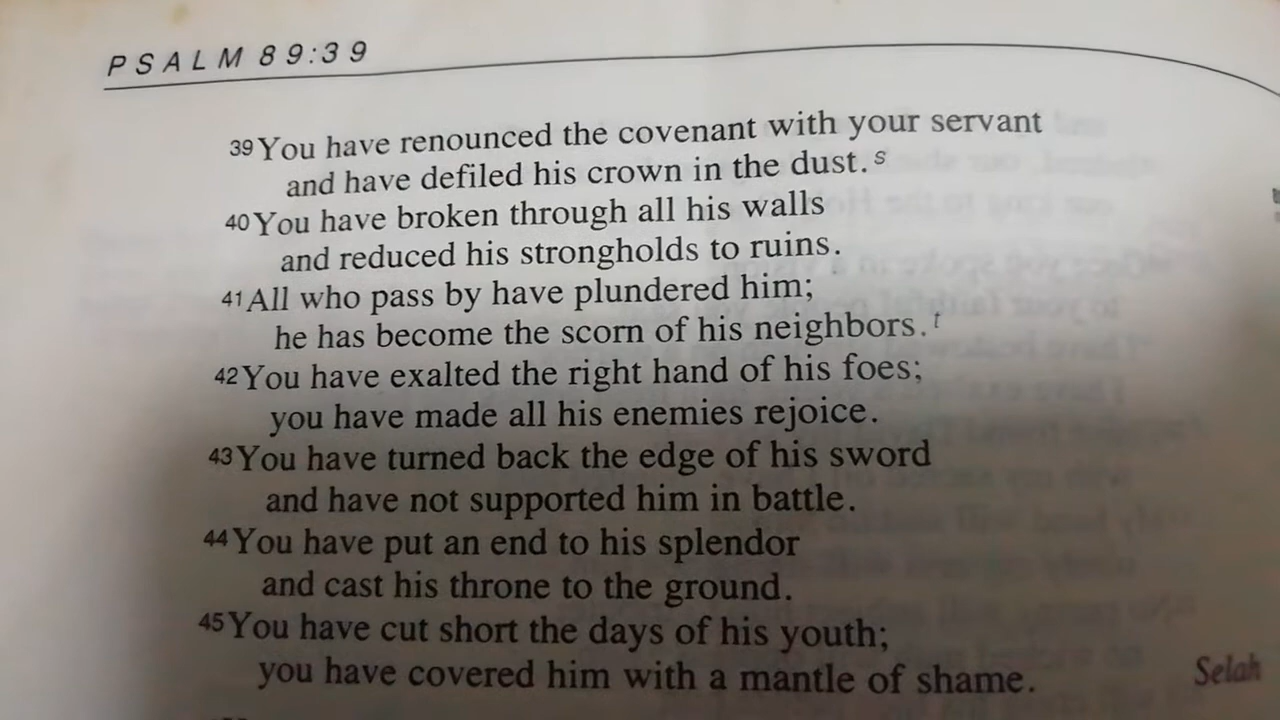 PSALM 89:39
39 You have renounced the covenant with your servant
and have defiled his crown in the dust. s
40 You have broken through all his walls
and reduced his strongholds to ruins.
41 All who pass by have plundered him;
he has become the scorn of his neighbors. t
42 You have exalted the right hand of his foes;
you have made all his enemies rejoice.
43 You have turned back the edge of his sword
and have not supported him in battle.
44 You have put an end to his splendor
and cast his throne to the ground.
45 You have cut short the days of his youth;
you have covered him with a mantle of shame. Selah